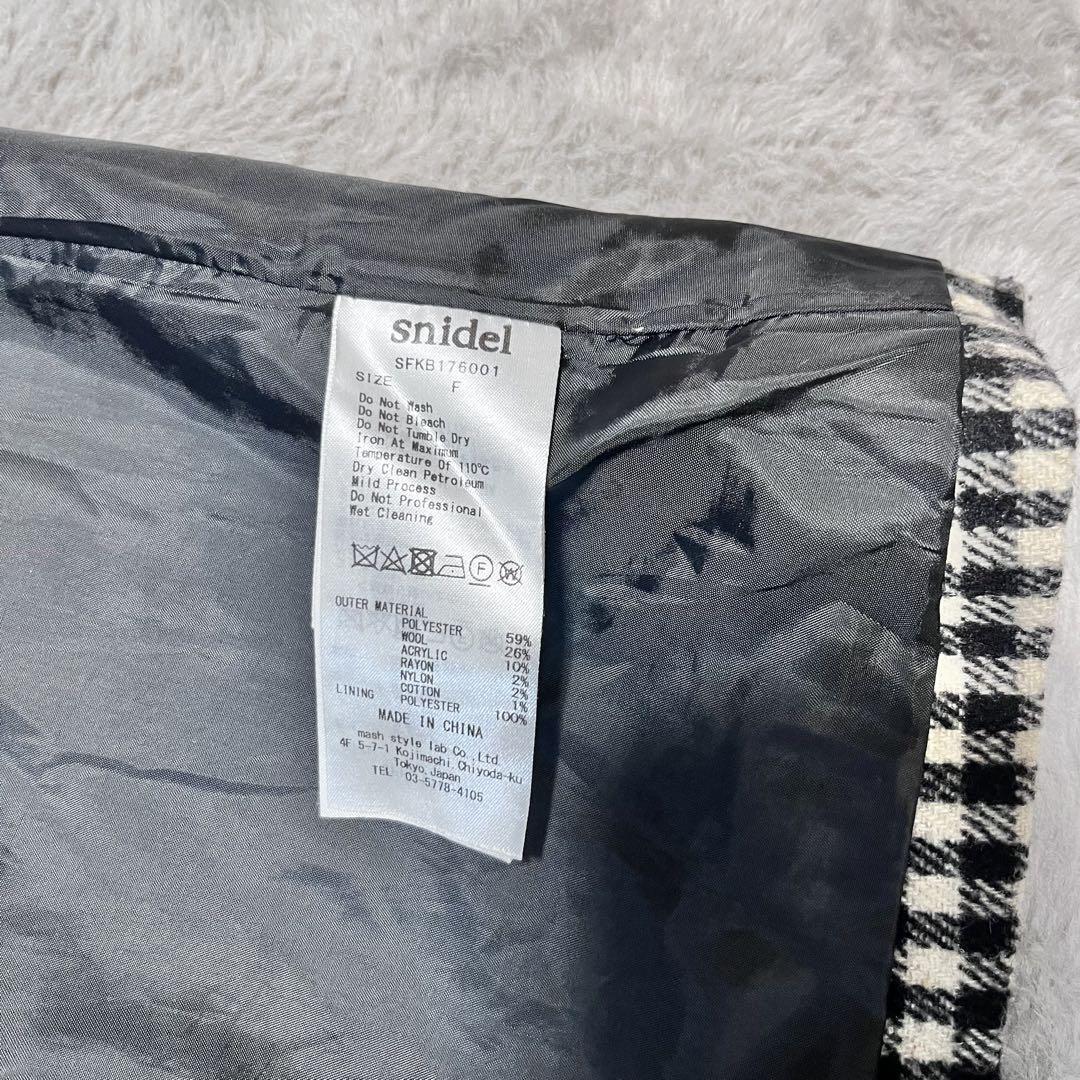 snidel
SFKB176001
SIZE F
Do Not Wash
Do Not Bleach
Do Not Tumble Dry
Iron At Maximum
Temperature Of 110℃
Dry Clean Petroleum
Mild Process
Do Not Professional
Wet Cleaning
F W
OUTER MATERIAL
POLYESTER 59%
WOOL 26%
ACRYLIC 10%
RAYON 2%
NYLON 2%
COTTON 1%
LINING POLYESTER 100%
MADE IN CHINA
mash style lab Co.,Ltd.
4F 5-7-1 Kojimachi Chiyoda-ku
Tokyo,Japan
TEL 03-5778-4105